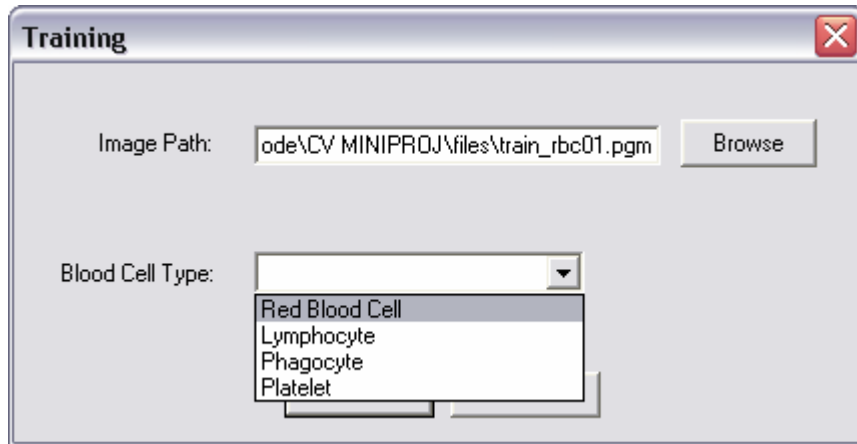 Training
Image Path: ode\CV MINIPROJ\files\train_rbc01.pgm Browse
Blood Cell Type:
Red Blood Cell
Lymphocyte
Phagocyte
Platelet